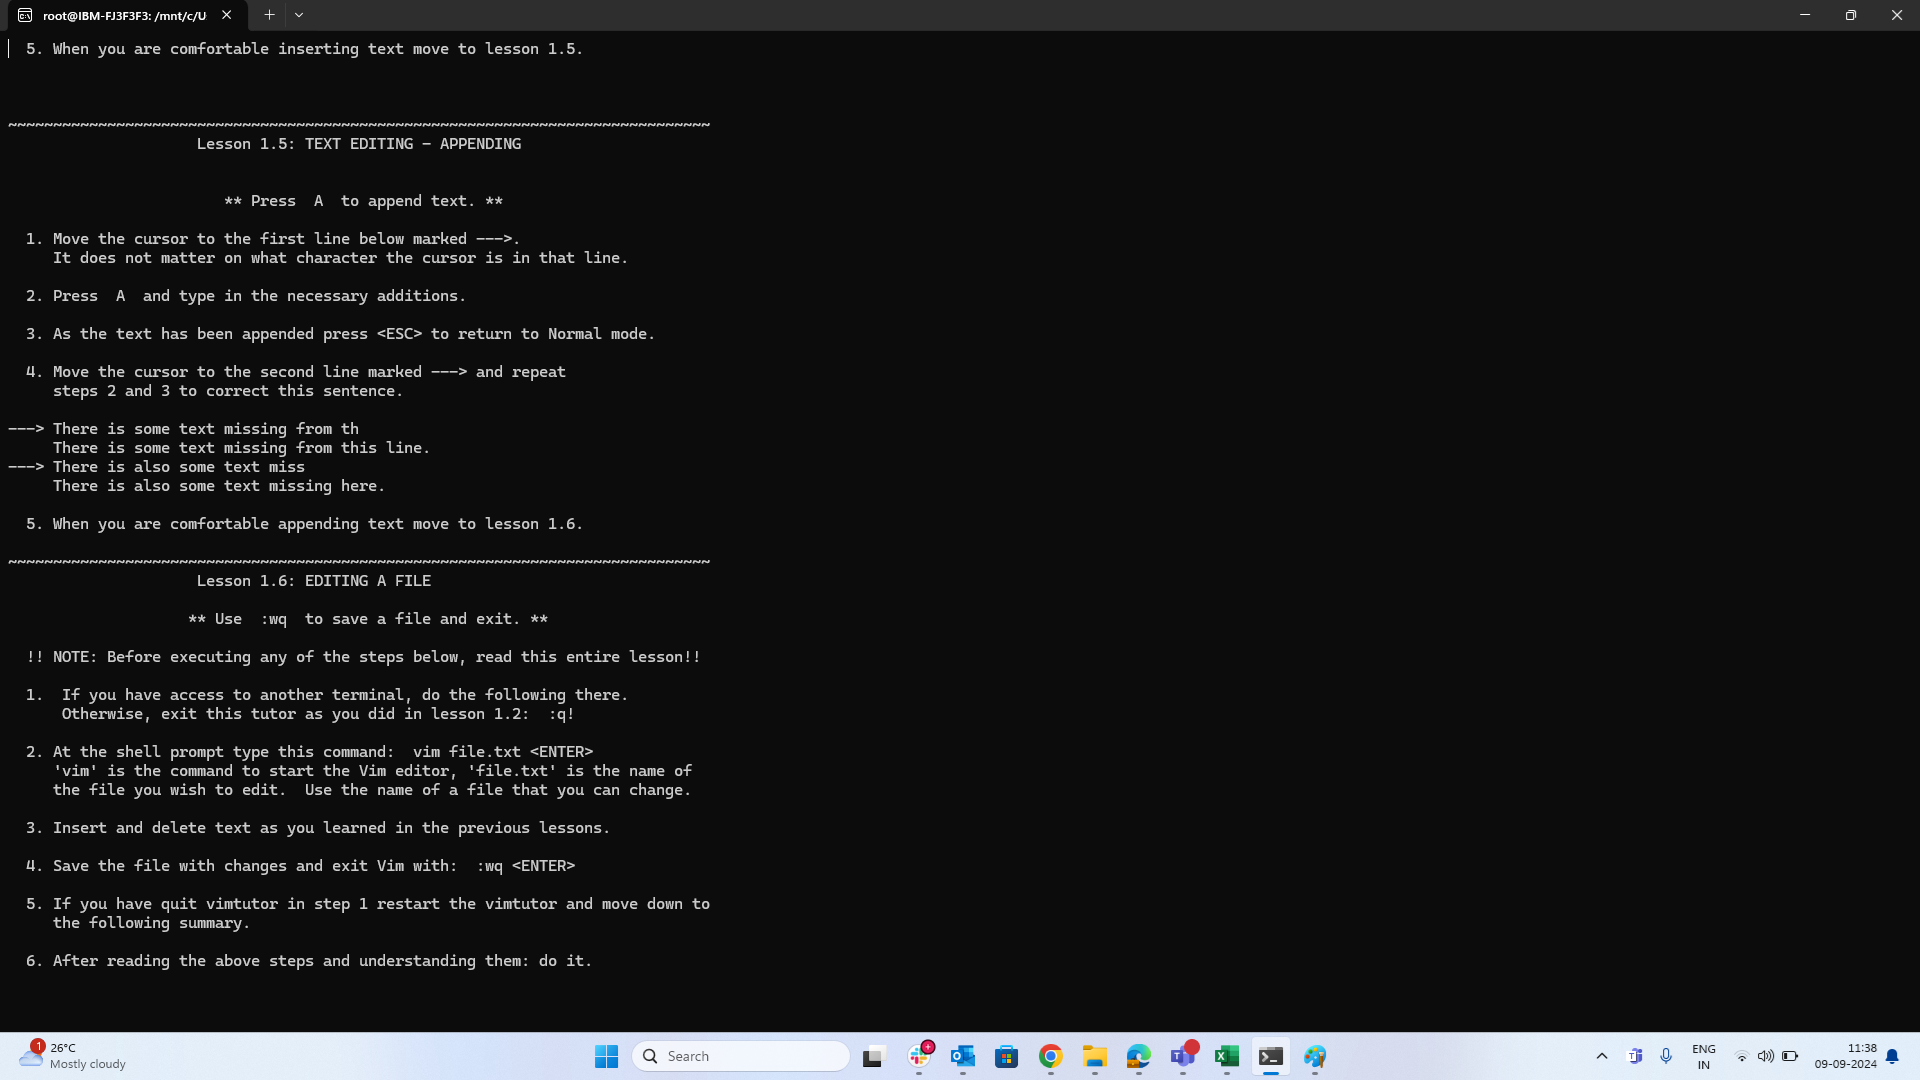 root@IBM-FJ3F3F3: /mnt/c/U
5. When you are comfortable inserting text move to lesson 1.5.
~~~~~~~~~~~~~~~~~~~~~~~~~~~~~~~~~~~~~~~~~~~~~~~~~~~~~~~~~~~~~~~~~~~~~~~~~~~~~~
Lesson 1.5: TEXT EDITING - APPENDING
** Press  A  to append text. **
1. Move the cursor to the first line below marked --->.
It does not matter on what character the cursor is in that line.
2. Press  A  and type in the necessary additions.
3. As the text has been appended press <ESC> to return to Normal mode.
4. Move the cursor to the second line marked ---> and repeat
steps 2 and 3 to correct this sentence.
---> There is some text missing from th
There is some text missing from this line.
---> There is also some text miss
There is also some text missing here.
5. When you are comfortable appending text move to lesson 1.6.
~~~~~~~~~~~~~~~~~~~~~~~~~~~~~~~~~~~~~~~~~~~~~~~~~~~~~~~~~~~~~~~~~~~~~~~~~~~~~~
Lesson 1.6: EDITING A FILE
** Use  :wq  to save a file and exit. **
!! NOTE: Before executing any of the steps below, read this entire lesson!!
1.  If you have access to another terminal, do the following there.
Otherwise, exit this tutor as you did in lesson 1.2:  :q!
2. At the shell prompt type this command:  vim file.txt <ENTER>
'vim' is the command to start the Vim editor, 'file.txt' is the name of
the file you wish to edit.  Use the name of a file that you can change.
3. Insert and delete text as you learned in the previous lessons.
4. Save the file with changes and exit Vim with:  :wq <ENTER>
5. If you have quit vimtutor in step 1 restart the vimtutor and move down to
the following summary.
6. After reading the above steps and understanding them: do it.
1
26°C
Mostly cloudy
Search
ENG
IN
11:38
09-09-2024